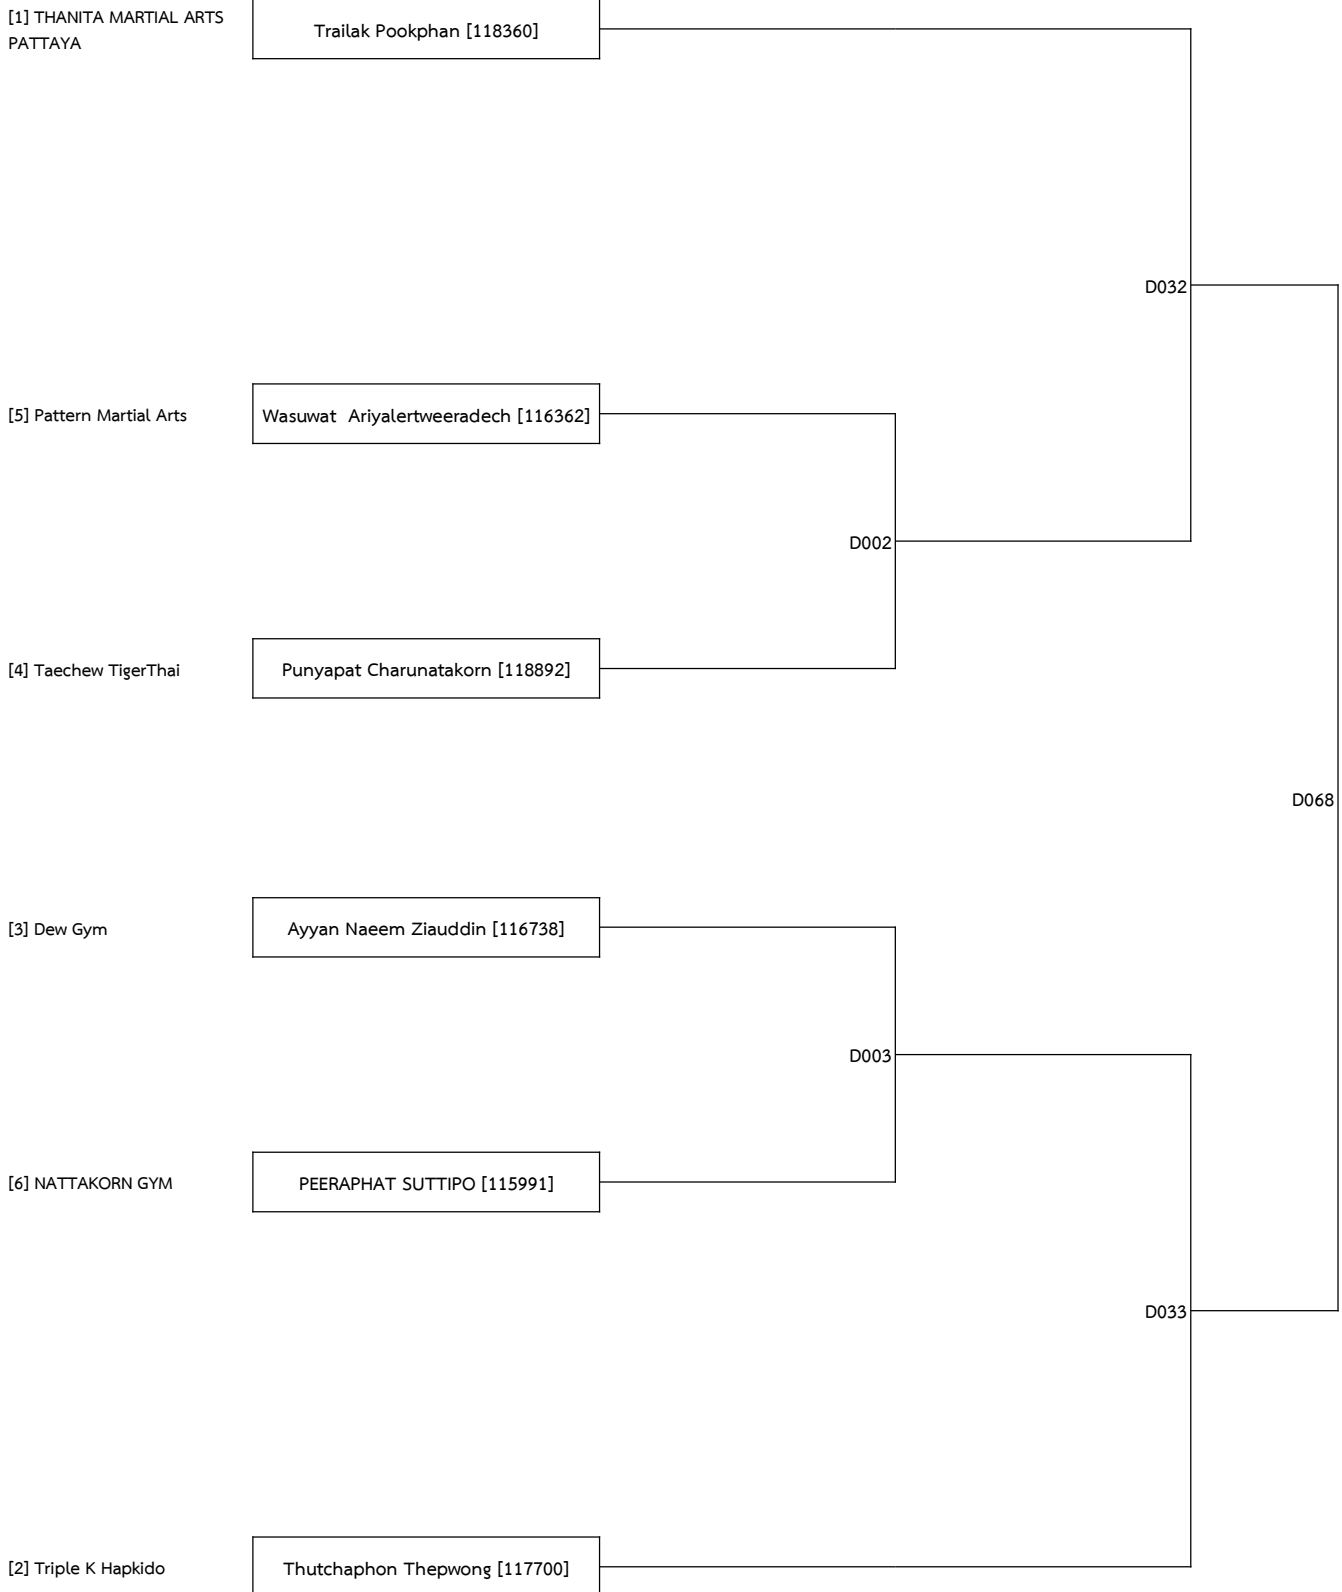 [1] THANITA MARTIAL ARTS
PATTAYA
Trailak Pookphan [118360]
D032
[5] Pattern Martial Arts
Wasuwat  Ariyalertweeradech [116362]
D002
[4] Taechew TigerThai
Punyapat Charunatakorn [118892]
D068
[3] Dew Gym
Ayyan Naeem Ziauddin [116738]
D003
[6] NATTAKORN GYM
PEERAPHAT SUTTIPO [115991]
D033
[2] Triple K Hapkido
Thutchaphon Thepwong [117700]